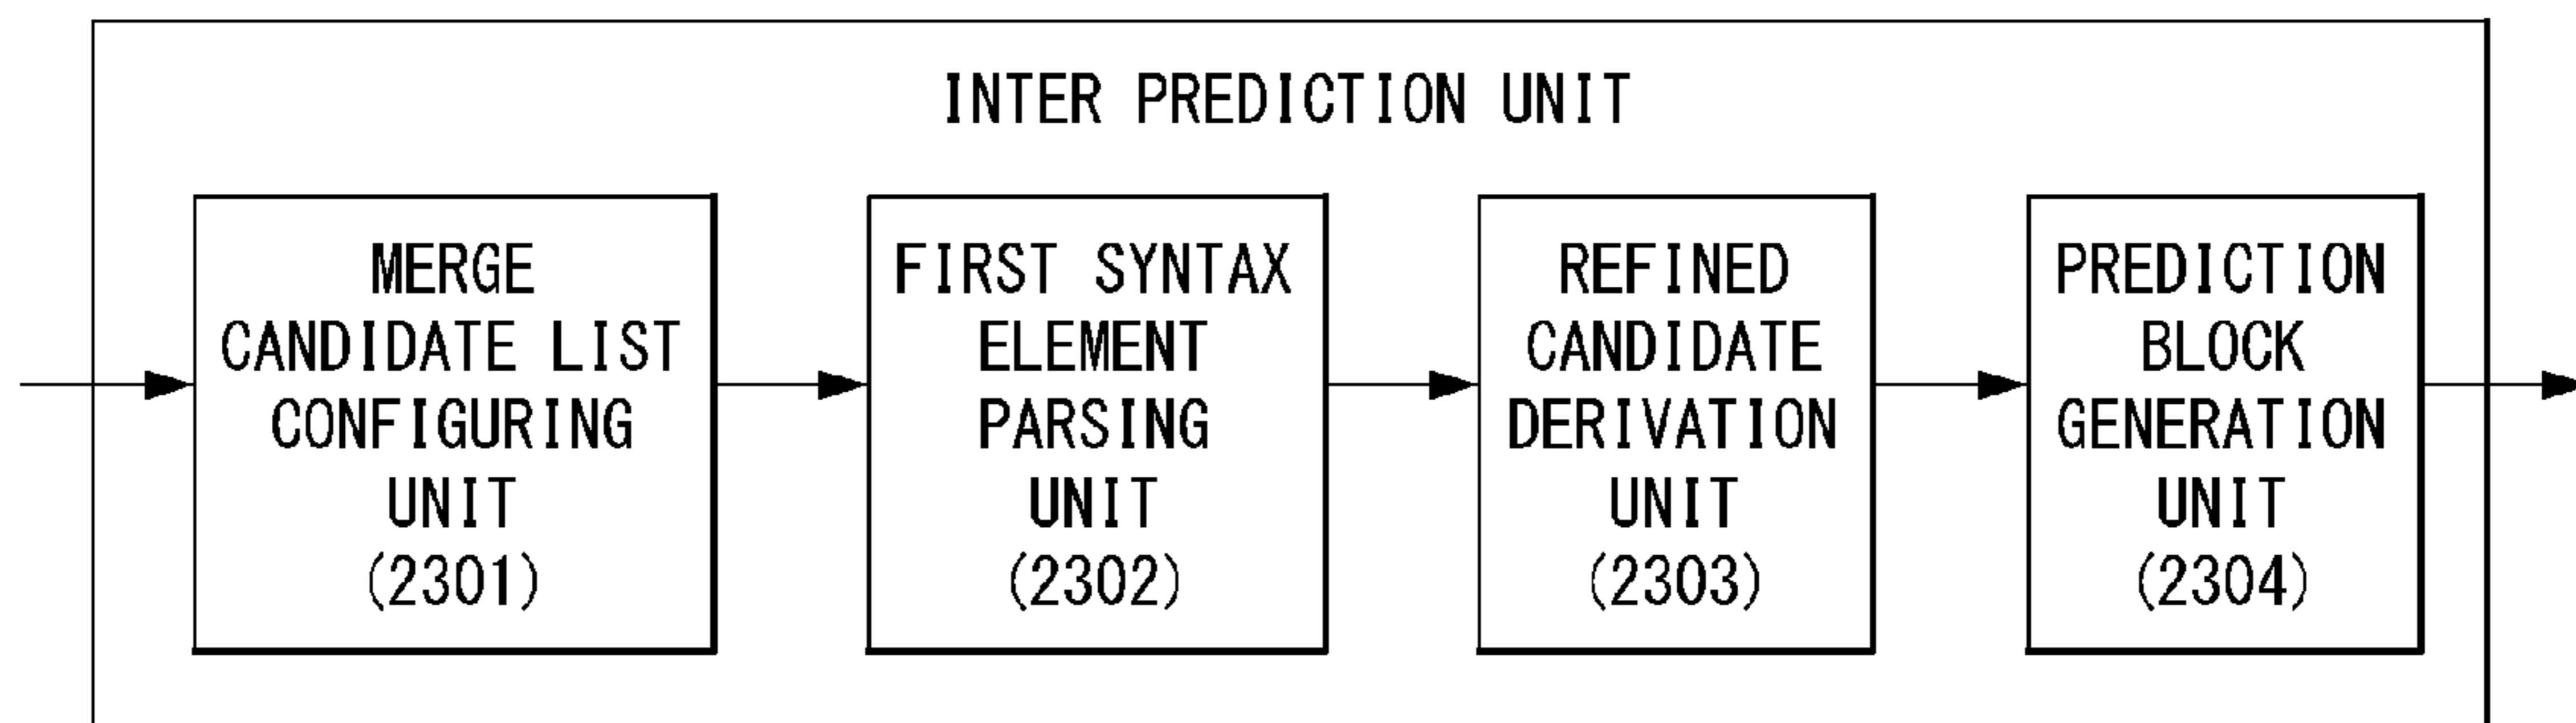 INTER PREDICTION UNIT
MERGE
CANDIDATE LIST
CONFIGURING
UNIT
(2301)
FIRST SYNTAX
ELEMENT
PARSING
UNIT
(2302)
REFINED
CANDIDATE
DERIVATION
UNIT
(2303)
PREDICTION
BLOCK
GENERATION
UNIT
(2304)